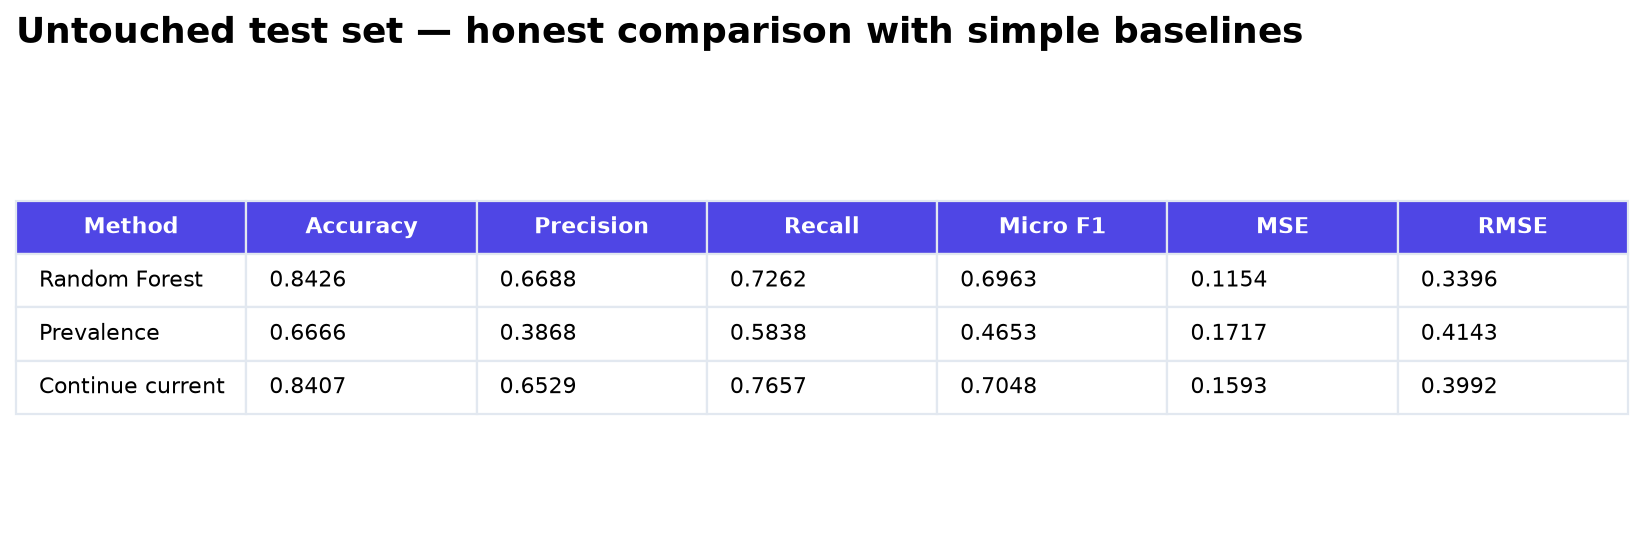 Untouched test set — honest comparison with simple baselines
Method Accuracy Precision Recall Micro F1 MSE RMSE
Random Forest 0.8426 0.6688 0.7262 0.6963 0.1154 0.3396
Prevalence 0.6666 0.3868 0.5838 0.4653 0.1717 0.4143
Continue current 0.8407 0.6529 0.7657 0.7048 0.1593 0.3992